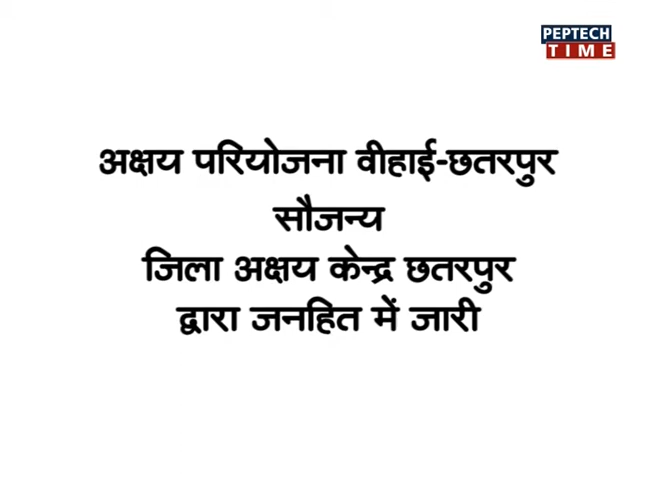 PEPTECH
TIME
अक्षय परियोजना वीहाई-छतरपुर
सौजन्य
जिला अक्षय केन्द्र छतरपुर
द्वारा जनहित में जारी